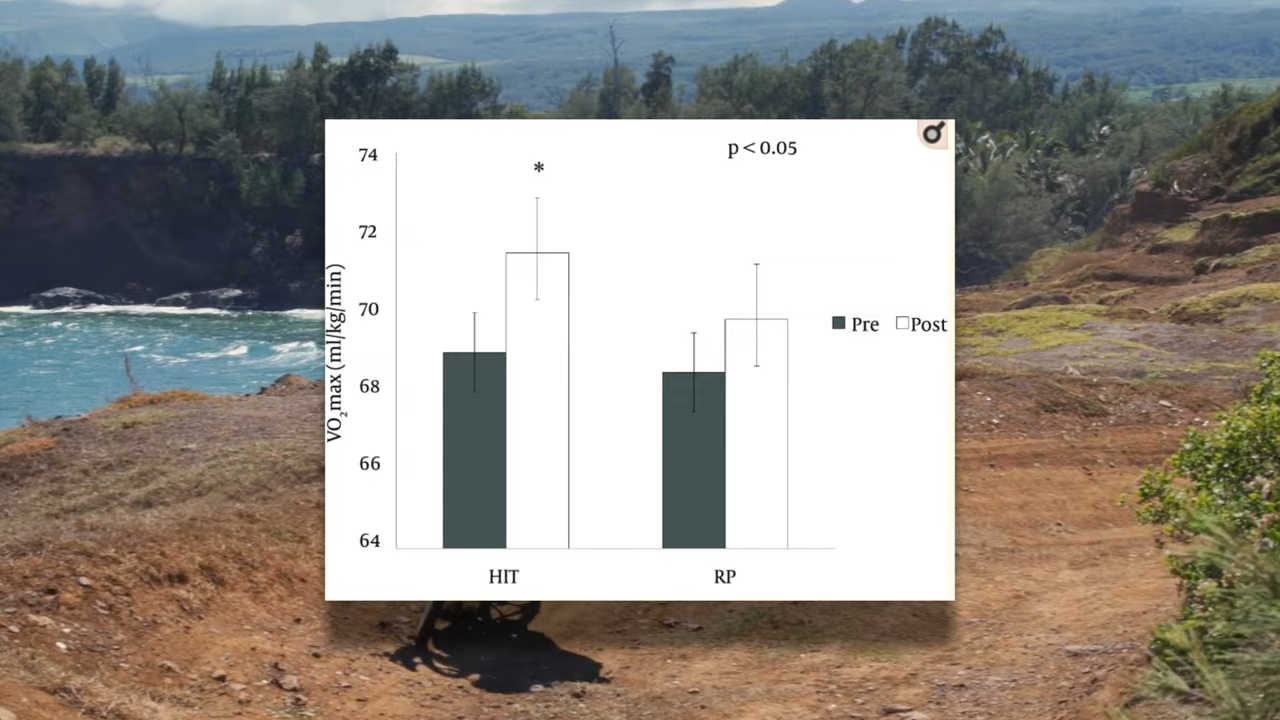 74
*
p < 0.05
72
70
68
66
64
VO₂max (ml/kg/min)
Pre
Post
HIT
RP